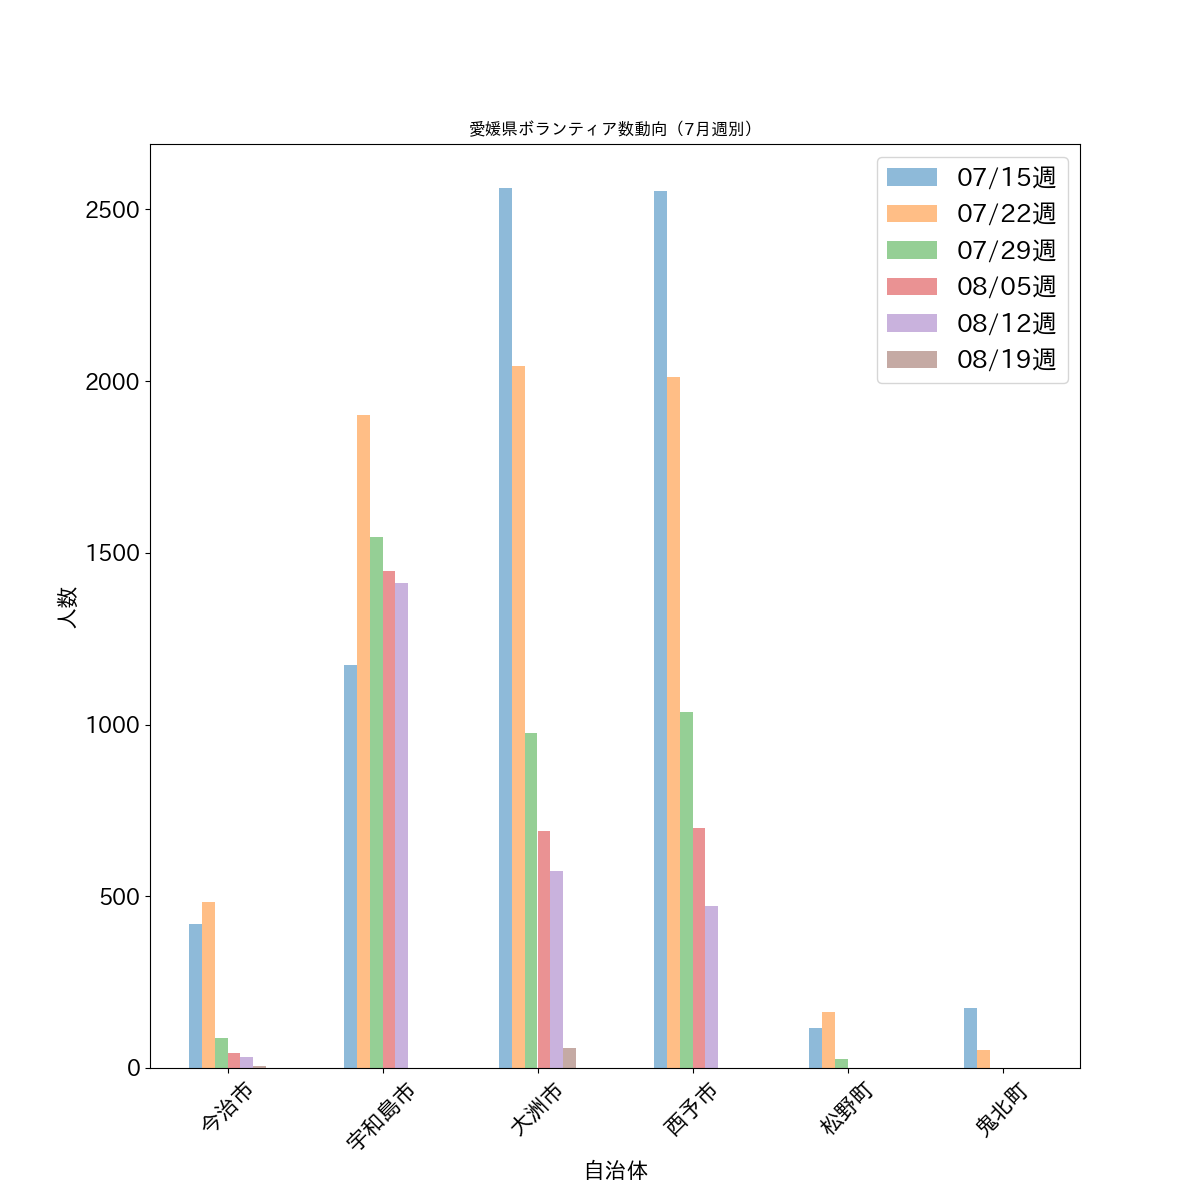 愛媛県ボランティア数動向（7月週別）
07/15週
07/22週
07/29週
08/05週
08/12週
08/19週
人数
2500
2000
1500
1000
500
0
今治市
宇和島市
大洲市
西予市
松野町
鬼北町
自治体